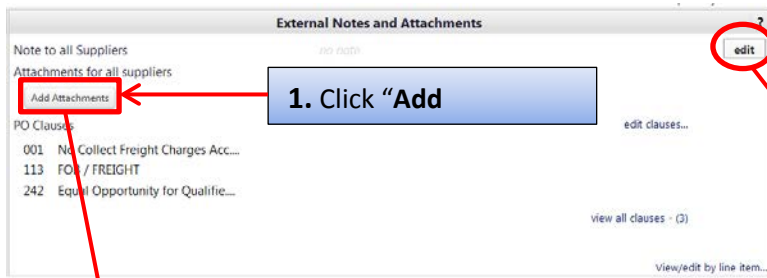 External Notes and Attachments
?
Note to all Suppliers
no note
edit
Attachments for all suppliers
Add Attachments
1. Click “Add
PO Clauses
edit clauses...
001 No Collect Freight Charges Acc....
113 FOB / FREIGHT
242 Equal Opportunity for Qualifie....
view all clauses - (3)
View/edit by line item...